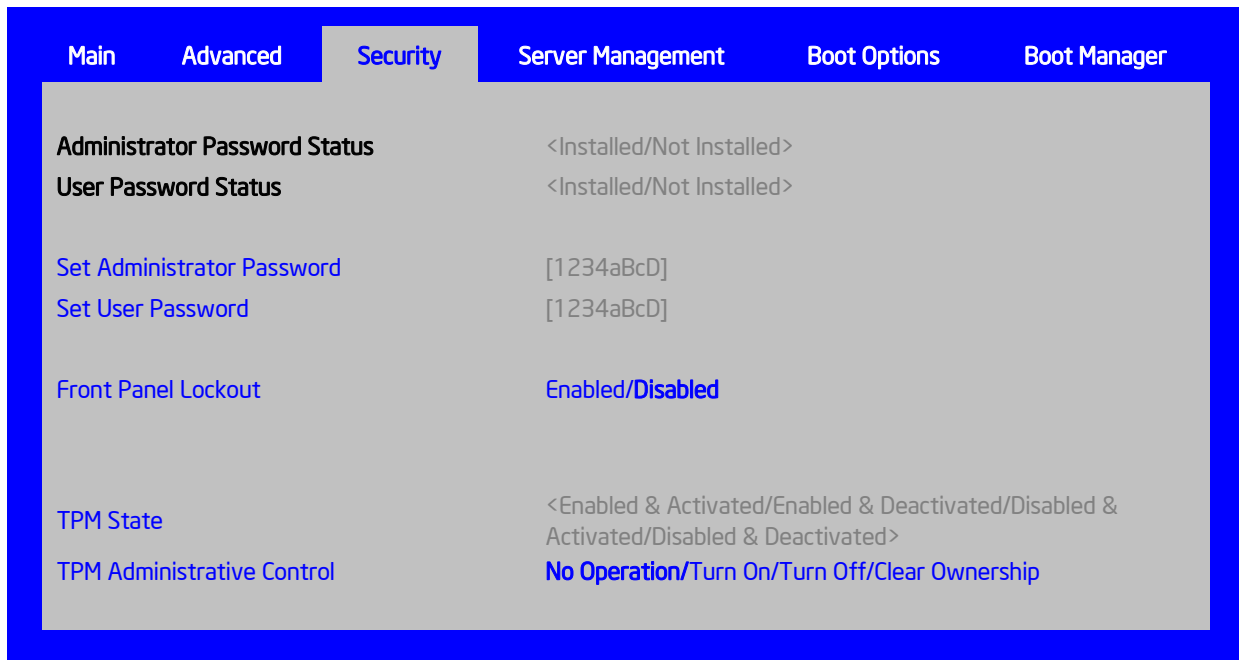 Main Advanced Security Server Management Boot Options Boot Manager
Administrator Password Status <Installed/Not Installed>
User Password Status <Installed/Not Installed>
Set Administrator Password [1234aBcD]
Set User Password [1234aBcD]
Front Panel Lockout Enabled/Disabled
TPM State <Enabled & Activated/Enabled & Deactivated/Disabled &
Activated/Disabled & Deactivated>
TPM Administrative Control No Operation/Turn On/Turn Off/Clear Ownership